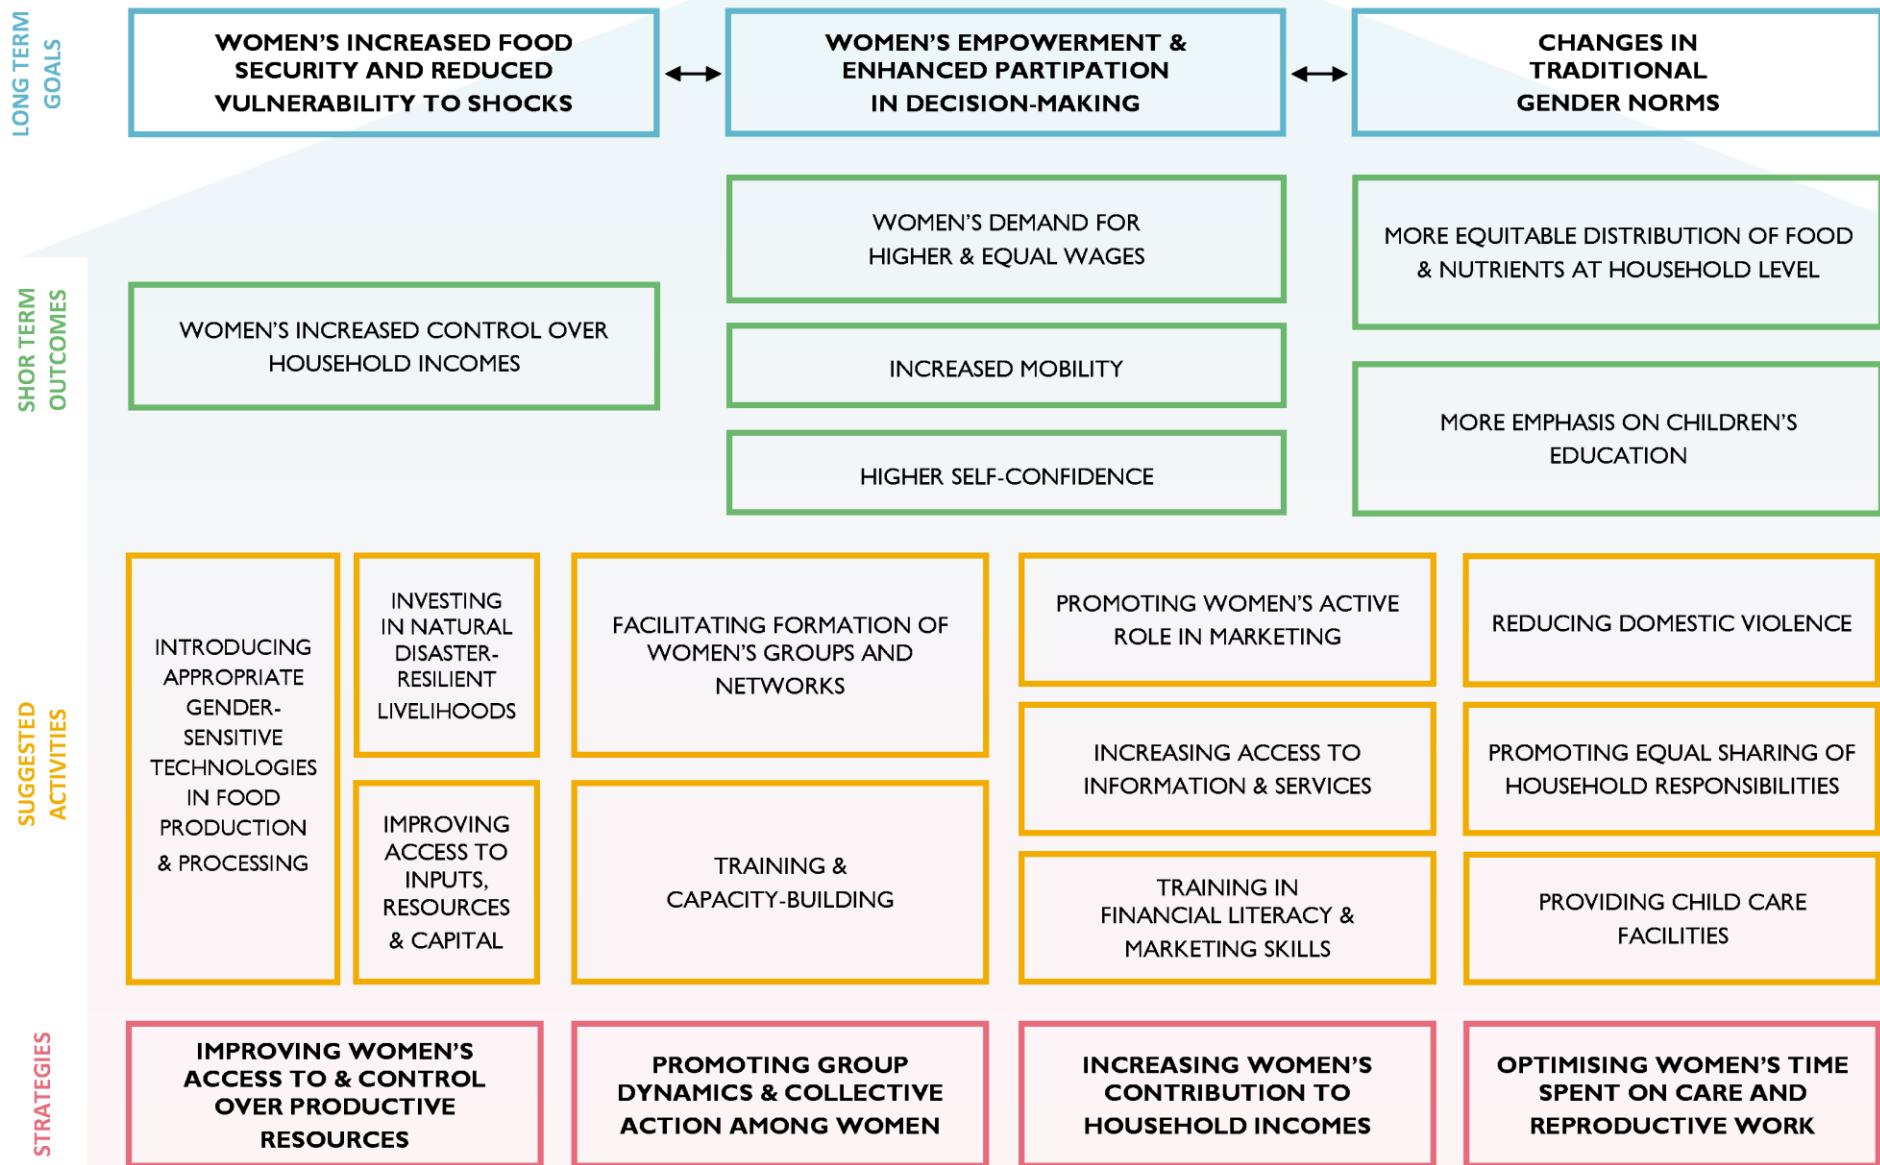 LONG TERM
GOALS
WOMEN'S INCREASED FOOD
SECURITY AND REDUCED
VULNERABILITY TO SHOCKS
WOMEN'S EMPOWERMENT &
ENHANCED PARTIPATION
IN DECISION-MAKING
CHANGES IN
TRADITIONAL
GENDER NORMS
SHOR TERM
OUTCOMES
WOMEN'S INCREASED CONTROL OVER
HOUSEHOLD INCOMES
WOMEN'S DEMAND FOR
HIGHER & EQUAL WAGES
INCREASED MOBILITY
HIGHER SELF-CONFIDENCE
MORE EQUITABLE DISTRIBUTION OF FOOD
& NUTRIENTS AT HOUSEHOLD LEVEL
MORE EMPHASIS ON CHILDREN'S
EDUCATION
SUGGESTED
ACTIVITIES
INTRODUCING
APPROPRIATE
GENDER-
SENSITIVE
TECHNOLOGIES
IN FOOD
PRODUCTION
& PROCESSING
INVESTING
IN NATURAL
DISASTER-
RESILIENT
LIVELIHOODS
IMPROVING
ACCESS TO
INPUTS,
RESOURCES
& CAPITAL
FACILITATING FORMATION OF
WOMEN'S GROUPS AND
NETWORKS
TRAINING &
CAPACITY-BUILDING
PROMOTING WOMEN'S ACTIVE
ROLE IN MARKETING
INCREASING ACCESS TO
INFORMATION & SERVICES
TRAINING IN
FINANCIAL LITERACY &
MARKETING SKILLS
REDUCING DOMESTIC VIOLENCE
PROMOTING EQUAL SHARING OF
HOUSEHOLD RESPONSIBILITIES
PROVIDING CHILD CARE
FACILITIES
STRATEGIES
IMPROVING WOMEN'S
ACCESS TO & CONTROL
OVER PRODUCTIVE
RESOURCES
PROMOTING GROUP
DYNAMICS & COLLECTIVE
ACTION AMONG WOMEN
INCREASING WOMEN'S
CONTRIBUTION TO
HOUSEHOLD INCOMES
OPTIMISING WOMEN'S TIME
SPENT ON CARE AND
REPRODUCTIVE WORK